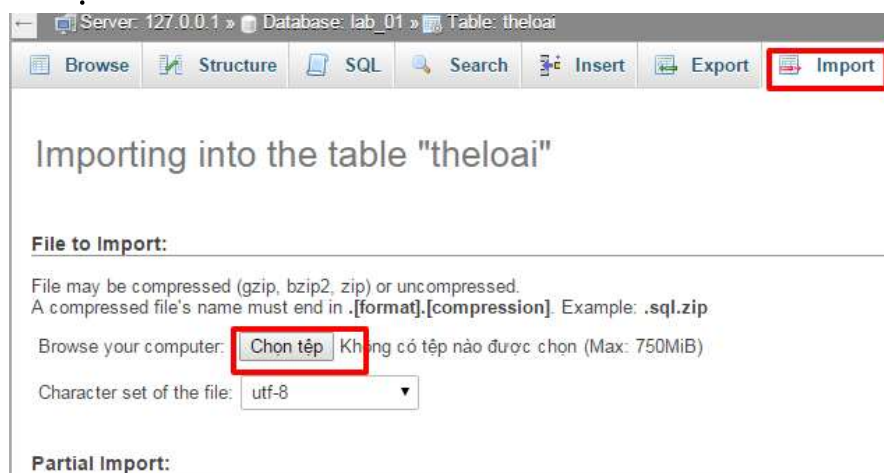 Server: 127.0.0.1 » Database: lab_01 » Table: theloai
Browse Structure SQL Search Insert Export Import
Importing into the table "theloai"
File to Import:
File may be compressed (gzip, bzip2, zip) or uncompressed.
A compressed file's name must end in .[format].[compression]. Example: .sql.zip
Browse your computer: Chọn tệp Không có tệp nào được chọn (Max: 750MiB)
Character set of the file: utf-8
Partial Import: